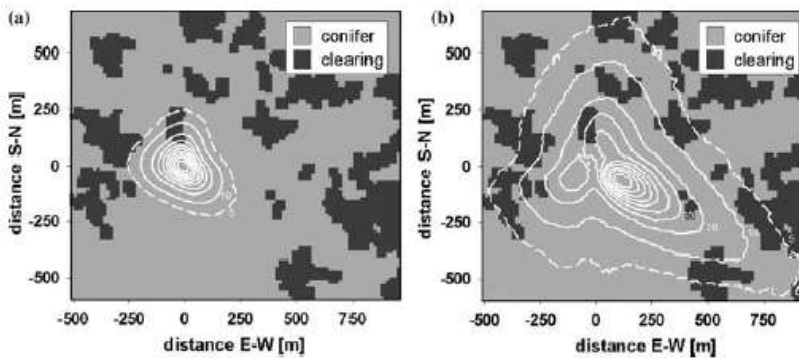 (a)
conifer
clearing
500
250
0
-250
-500
distance S-N [m]
-500 -250 0 250 500 750
distance E-W [m]
(b)
conifer
clearing
500
250
0
-250
-500
distance S-N [m]
-500 -250 0 250 500 750
distance E-W [m]